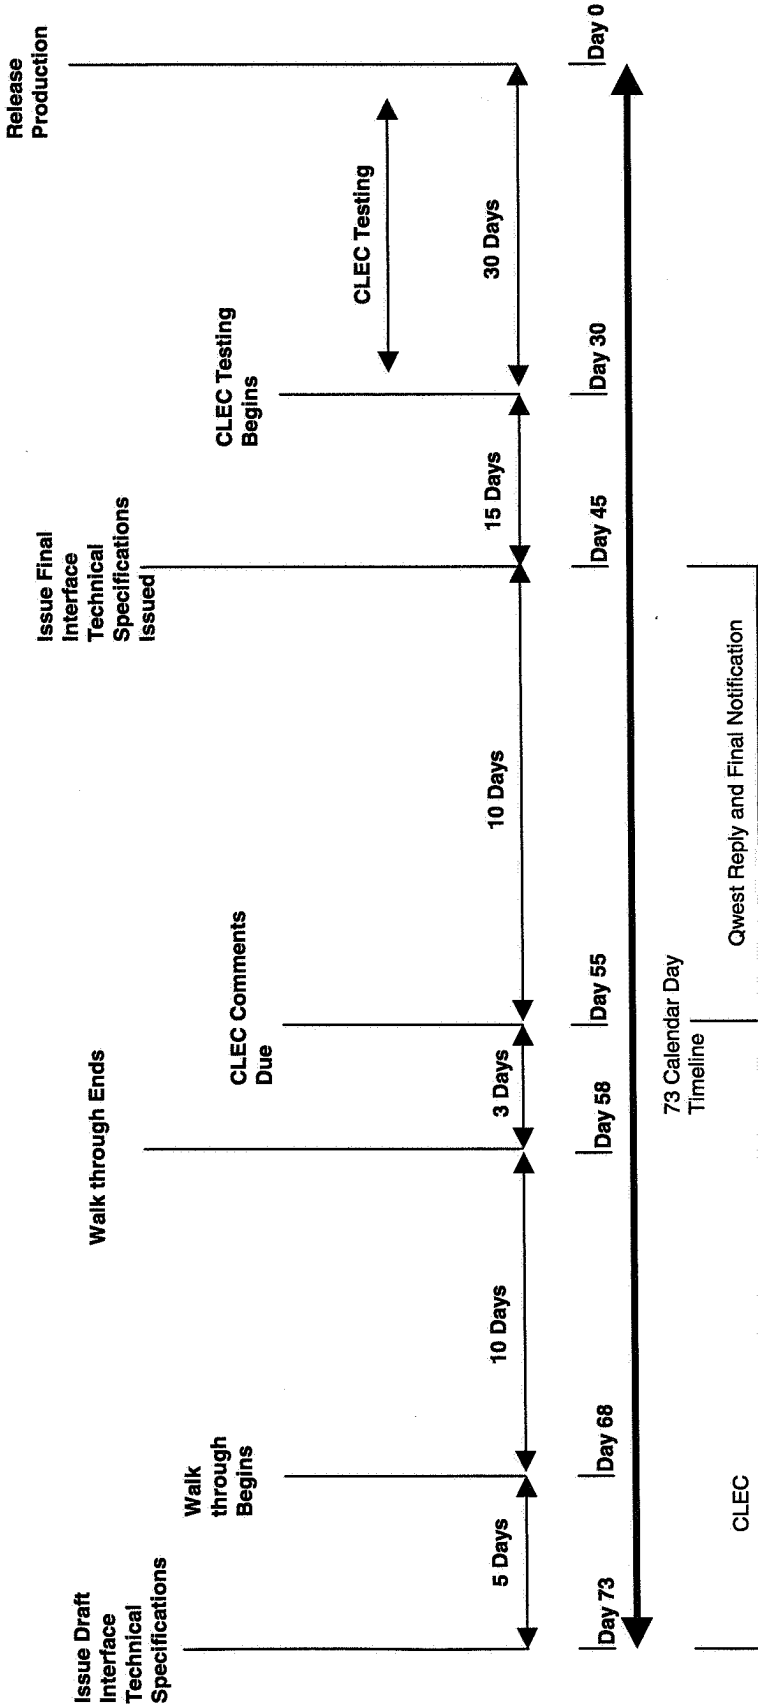 Issue Draft
Interface
Technical
Specifications
Walk
through
Begins
Walk through Ends
CLEC Comments
Due
Issue Final
Interface
Technical
Specifications
Issued
CLEC Testing
Begins
CLEC Testing
Release
Production
5 Days
10 Days
3 Days
10 Days
15 Days
30 Days
Day 73
Day 68
Day 58
Day 55
Day 45
Day 30
Day 0
73 Calendar Day
Timeline
CLEC
Qwest Reply and Final Notification